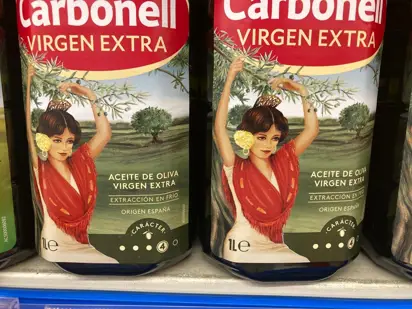 Carbonell
VIRGEN EXTRA
ACEITE DE OLIVA
VIRGEN EXTRA
EXTRACCIÓN EN FRÍO
ORIGEN ESPAÑA
CARÁCTER
4
1L e
Carbonell
VIRGEN EXTRA
ACEITE DE OLIVA
VIRGEN EXTRA
EXTRACCIÓN EN FRÍO
ORIGEN ESPAÑA
CARÁCTER
4
1L e